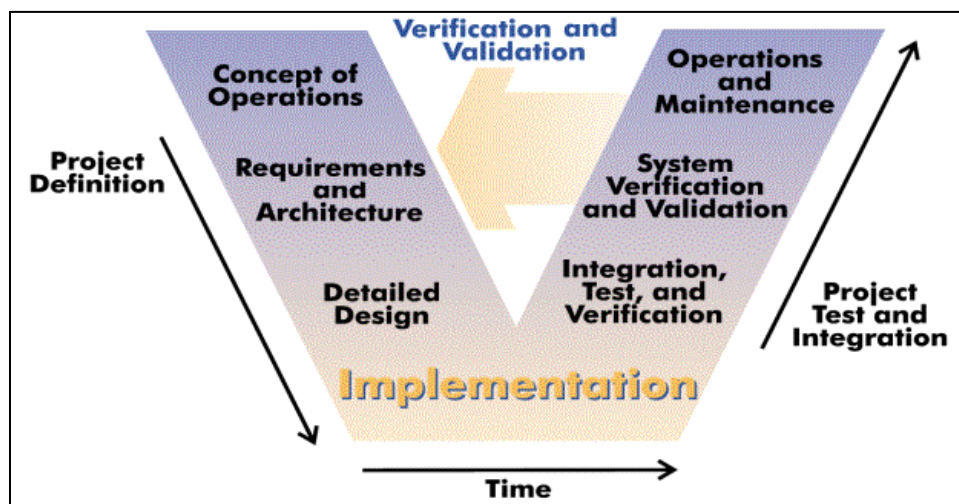 Verification and
Validation
Concept of
Operations
Operations
and
Maintenance
Project
Definition
Requirements
and
Architecture
System
Verification
and Validation
Detailed
Design
Integration,
Test, and
Verification
Project
Test and
Integration
Implementation
Time